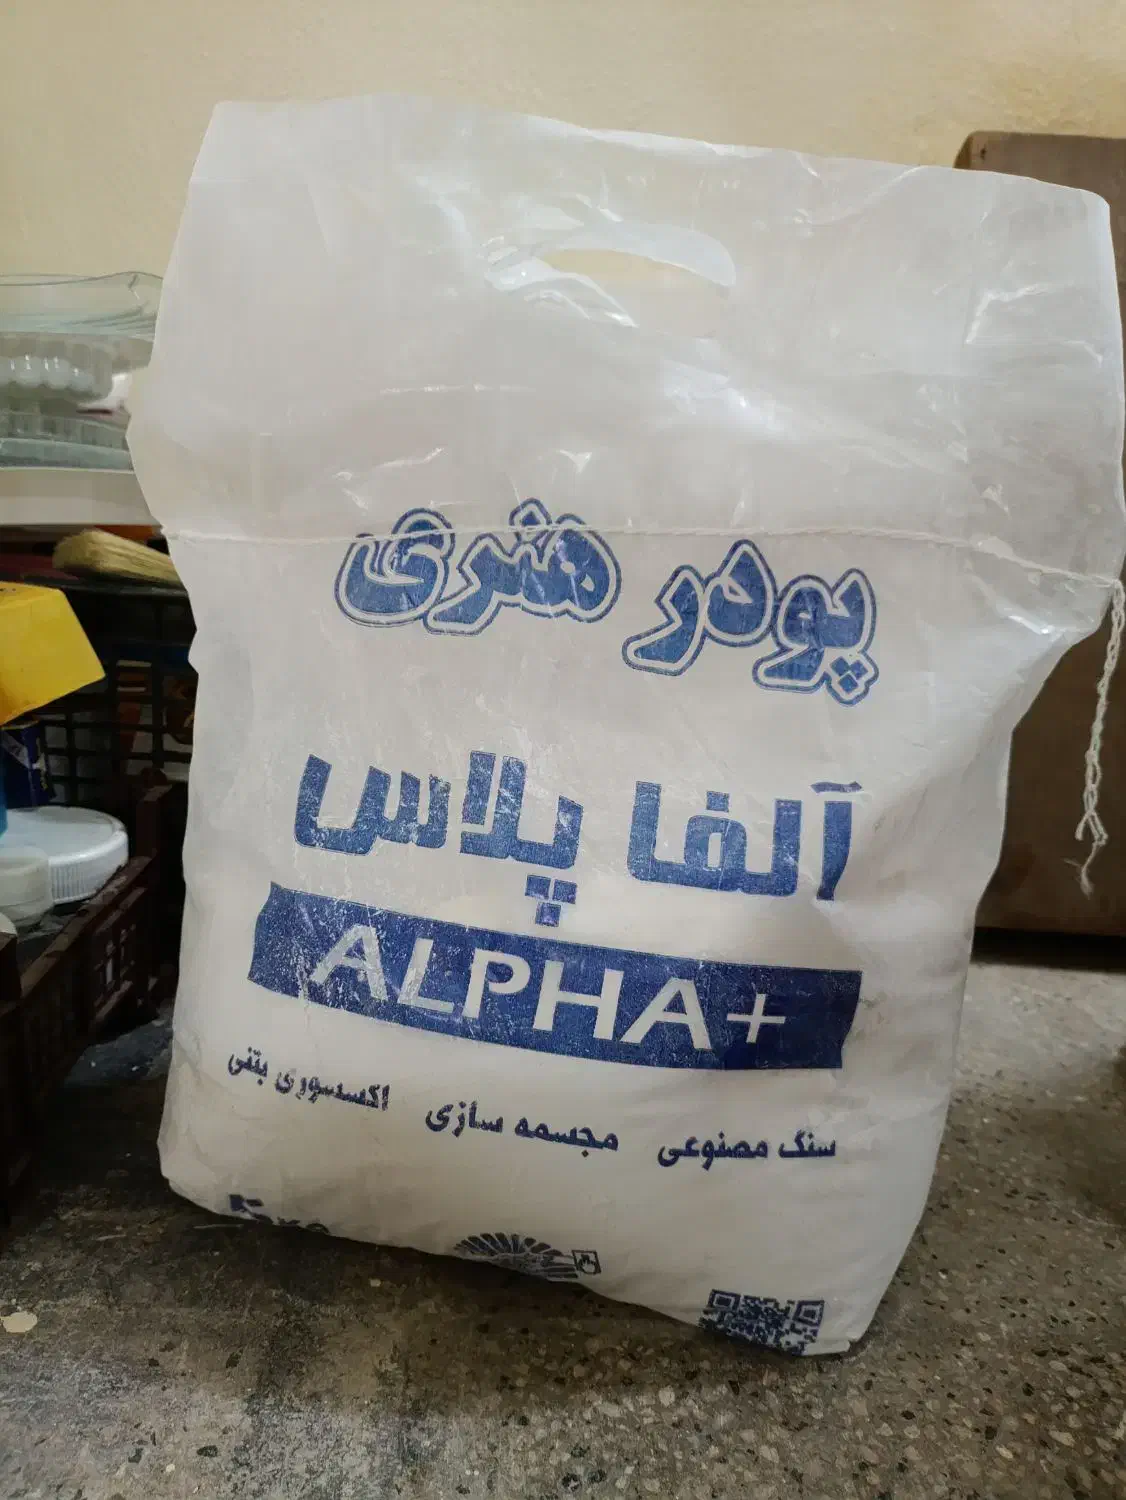 پودر هنری
آلفا پلاس
ALPHA+
سنگ مصنوعی مجسمه سازی اکسسوری بتنی